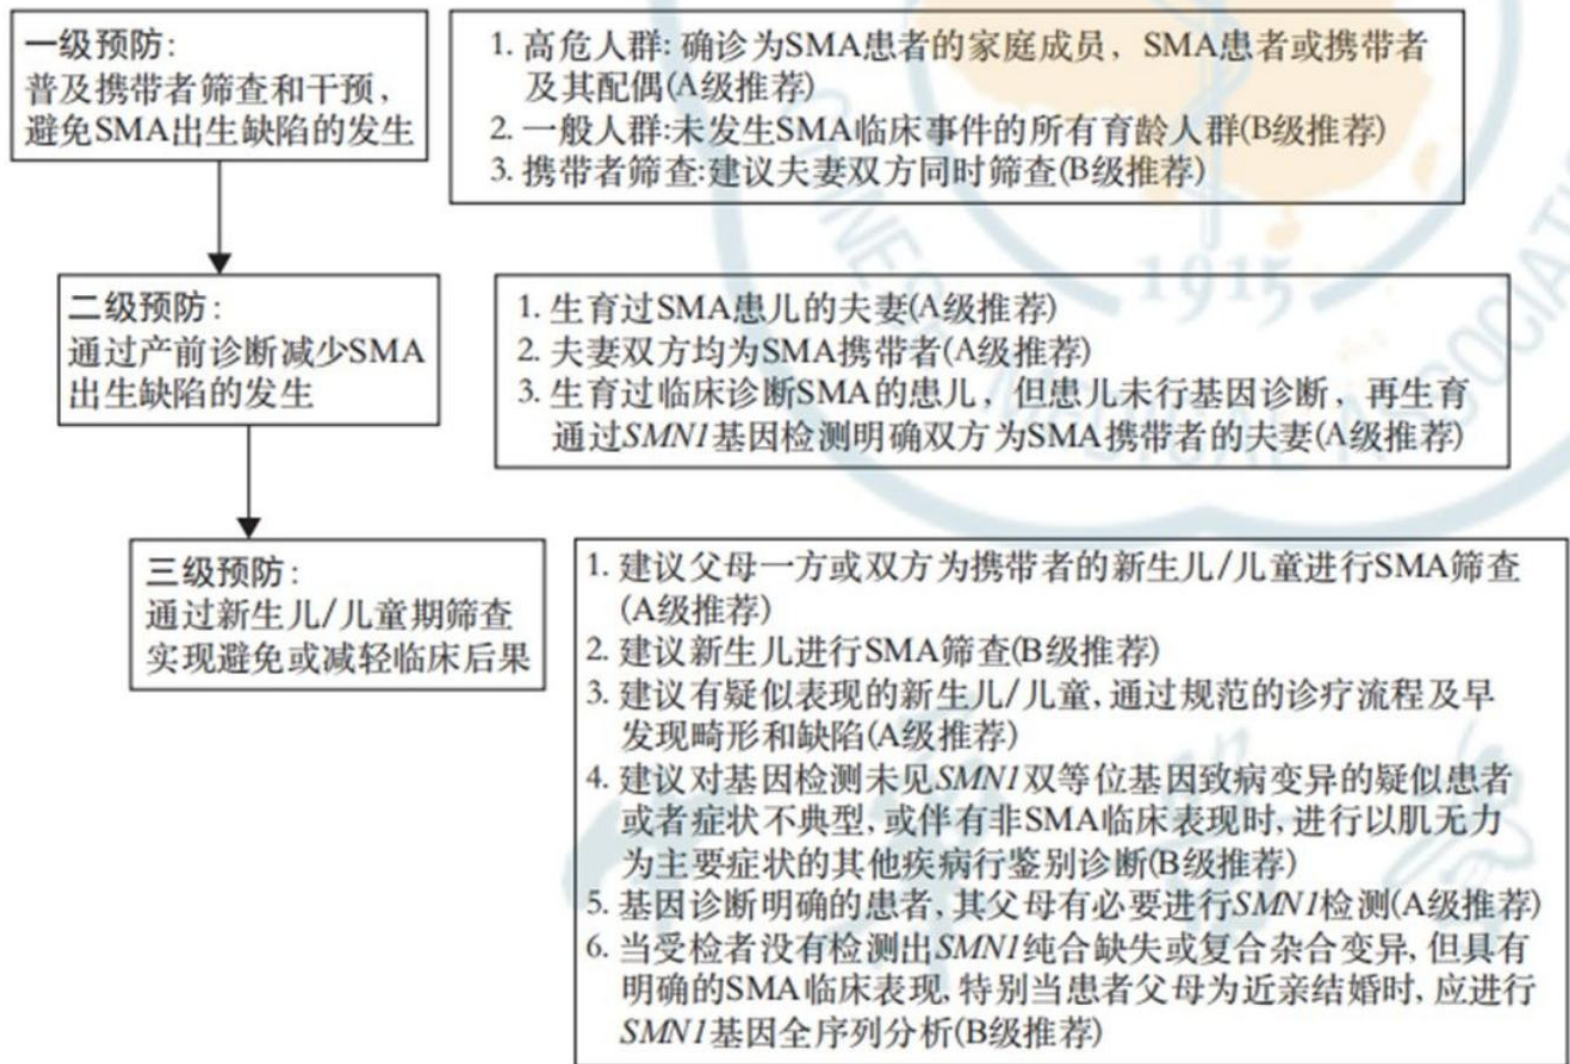 一级预防:
普及携带者筛查和干预,
避免SMA出生缺陷的发生
1. 高危人群: 确诊为SMA患者的家庭成员, SMA患者或携带者
及其配偶(A级推荐)
2. 一般人群:未发生SMA临床事件的所有育龄人群(B级推荐)
3. 携带者筛查:建议夫妻双方同时筛查(B级推荐)
二级预防:
通过产前诊断减少SMA
出生缺陷的发生
1. 生育过SMA患儿的夫妻(A级推荐)
2. 夫妻双方均为SMA携带者(A级推荐)
3. 生育过临床诊断SMA的患儿, 但患儿未行基因诊断, 再生育
通过SMN1基因检测明确双方为SMA携带者的夫妻(A级推荐)
三级预防:
通过新生儿/儿童期筛查
实现避免或减轻临床后果
1. 建议父母一方或双方为携带者的新生儿/儿童进行SMA筛查
(A级推荐)
2. 建议新生儿进行SMA筛查(B级推荐)
3. 建议有疑似表现的新生儿/儿童, 通过规范的诊疗流程及早
发现畸形和缺陷(A级推荐)
4. 建议对基因检测未见SMN1双等位基因致病变异的疑似患者
或者症状不典型, 或伴有非SMA临床表现时, 进行以肌无力
为主要症状的其他疾病行鉴别诊断(B级推荐)
5. 基因诊断明确的患者, 其父母有必要进行SMN1检测(A级推荐)
6. 当受检者没有检测出SMN1纯合缺失或复合杂合变异, 但具有
明确的SMA临床表现, 特别当患者父母为近亲结婚时, 应进行
SMN1基因全序列分析(B级推荐)
1915